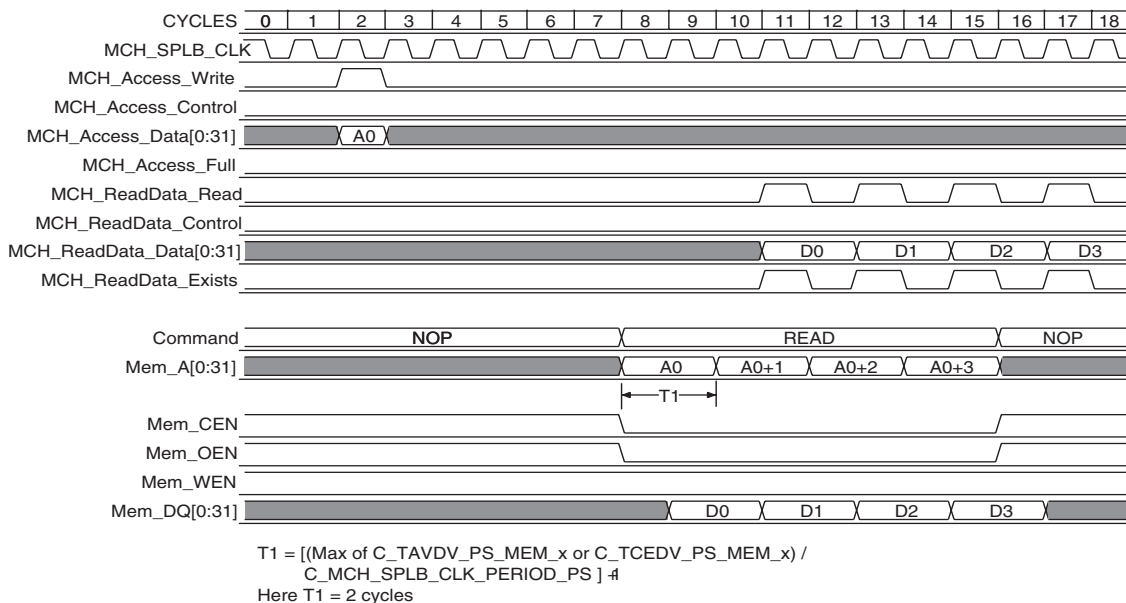 CYCLES 0 1 2 3 4 5 6 7 8 9 10 11 12 13 14 15 16 17 18
MCH_SPLB_CLK
MCH_Access_Write
MCH_Access_Control
MCH_Access_Data[0:31] A0
MCH_Access_Full
MCH_ReadData_Read
MCH_ReadData_Control
MCH_ReadData_Data[0:31] D0 D1 D2 D3
MCH_ReadData_Exists
Command NOP READ NOP
Mem_A[0:31] A0 A0+1 A0+2 A0+3
T1
Mem_CEN
Mem_OEN
Mem_WEN
Mem_DQ[0:31] D0 D1 D2 D3
T1 = [(Max of C_TAVDV_PS_MEM_x or C_TCEDV_PS_MEM_x) /
C_MCH_SPLB_CLK_PERIOD_PS ] +1
Here T1 = 2 cycles